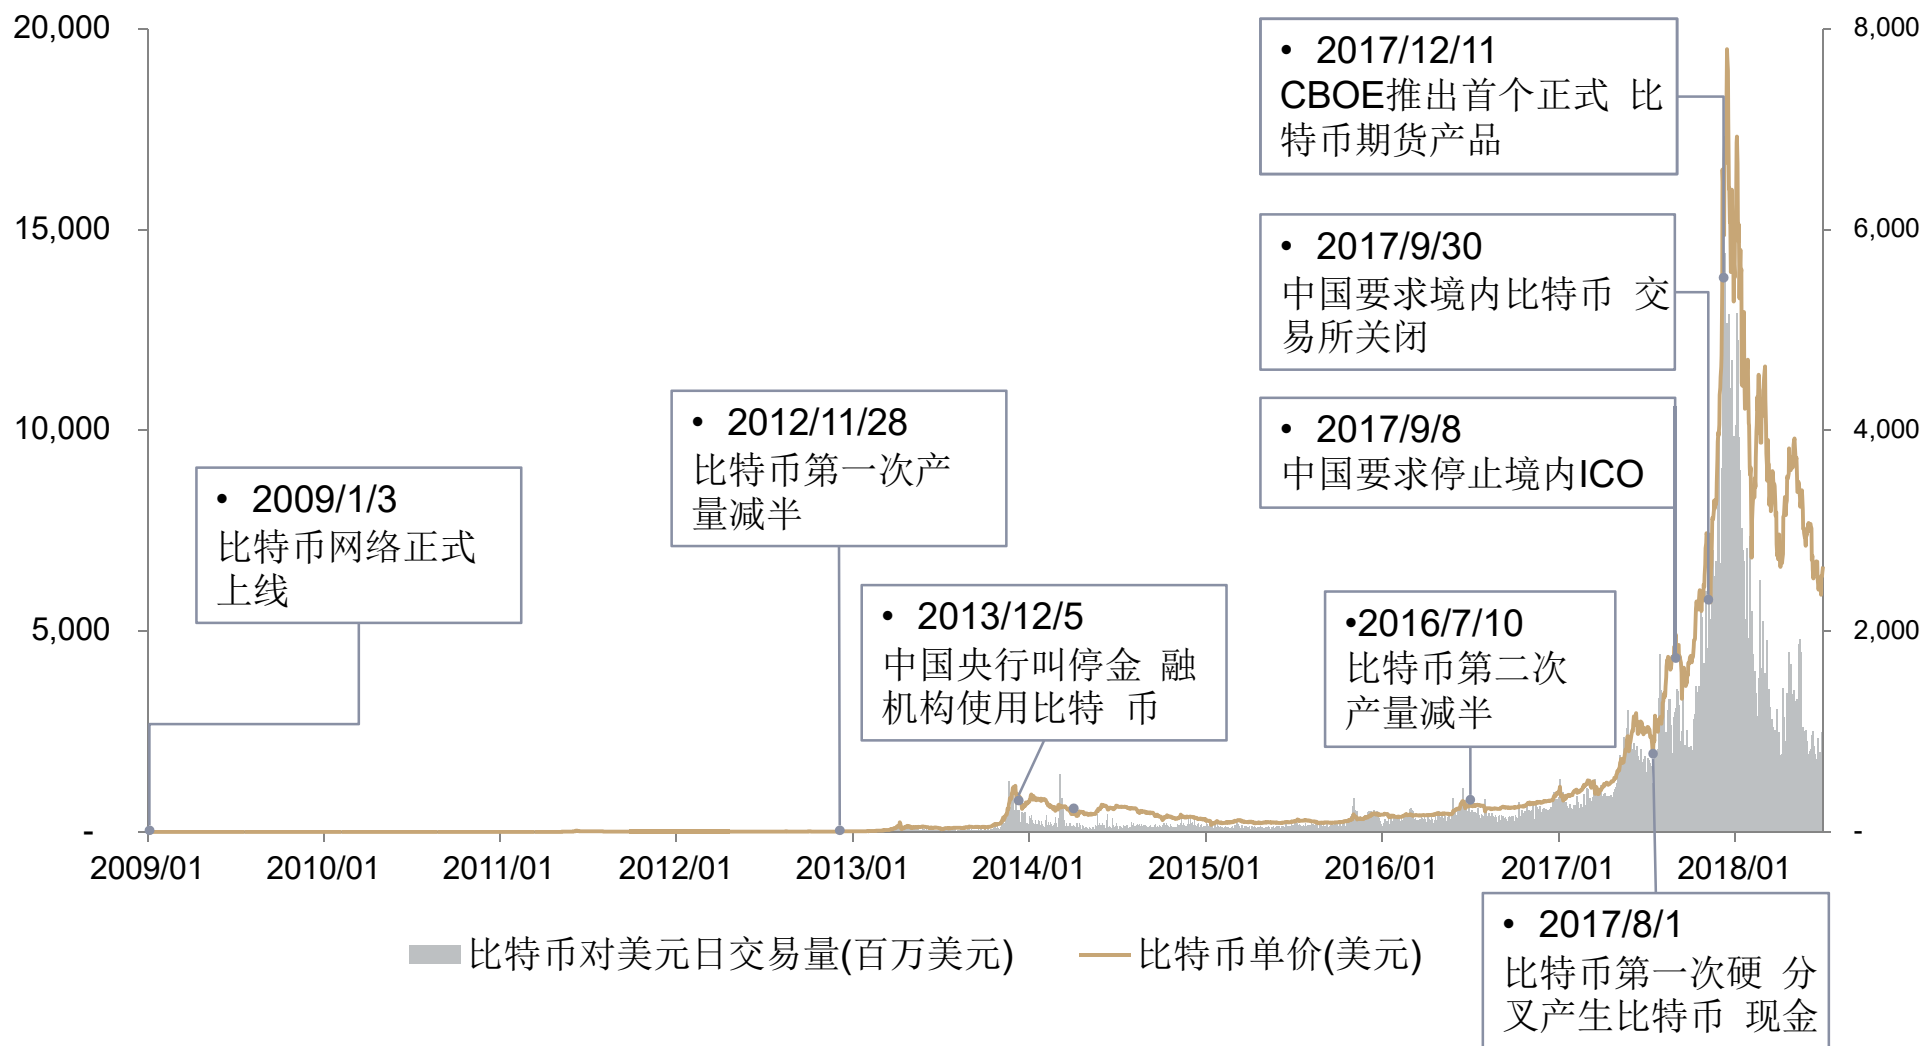 20,000
15,000
10,000
5,000
-
8,000
6,000
4,000
2,000
-
• 2017/12/11
CBOE推出首个正式 比
特币期货产品
• 2017/9/30
中国要求境内比特币 交
易所关闭
• 2017/9/8
中国要求停止境内ICO
• 2012/11/28
比特币第一次产
量减半
• 2009/1/3
比特币网络正式
上线
• 2013/12/5
中国央行叫停金 融
机构使用比特 币
•2016/7/10
比特币第二次
产量减半
2009/01 2010/01 2011/01 2012/01 2013/01 2014/01 2015/01 2016/01 2017/01 2018/01
• 2017/8/1
比特币第一次硬 分
叉产生比特币 现金
比特币对美元日交易量(百万美元) 比特币单价(美元)